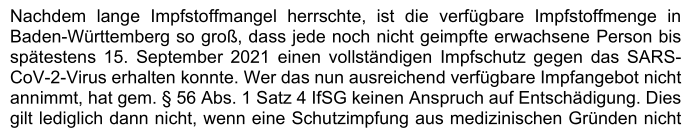 Nachdem lange Impfstoffmangel herrschte, ist die verfügbare Impfstoffmenge in
Baden-Württemberg so groß, dass jede noch nicht geimpfte erwachsene Person bis
spätestens 15. September 2021 einen vollständigen Impfschutz gegen das SARS-
CoV-2-Virus erhalten konnte. Wer das nun ausreichend verfügbare Impfangebot nicht
annimmt, hat gem. § 56 Abs. 1 Satz 4 IfSG keinen Anspruch auf Entschädigung. Dies
gilt lediglich dann nicht, wenn eine Schutzimpfung aus medizinischen Gründen nicht